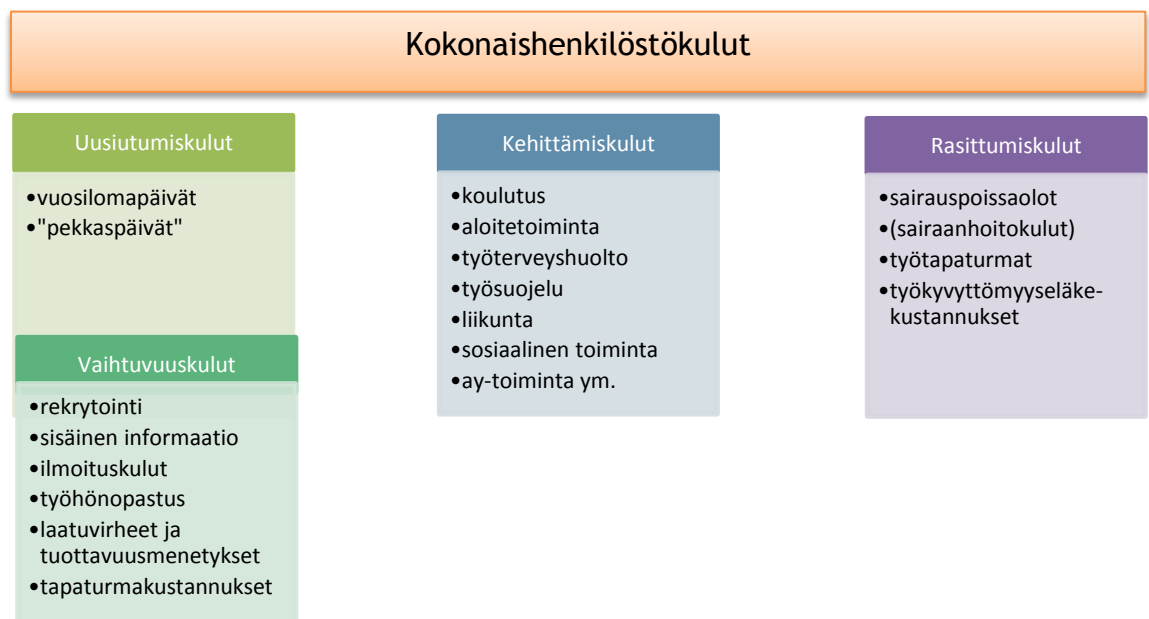 Kokonaishenkilöstökulut
Uusiutumiskulut
•vuosilomapäivät
•"pekkaspäivät"
Vaihtuvuuskulut
•rekrytointi
•sisäinen informaatio
•ilmoituskulut
•työhönopastus
•laatuvirheet ja
tuottavuusmenetykset
•tapaturmakustannukset
Kehittämiskulut
•koulutus
•aloitetoiminta
•työterveyshuolto
•työsuojelu
•liikunta
•sosiaalinen toiminta
•ay-toiminta ym.
Rasittumiskulut
•sairauspoissaolot
•(sairaanhoitokulut)
•työtapaturmat
•työkyvyttömyyseläke-
kustannukset